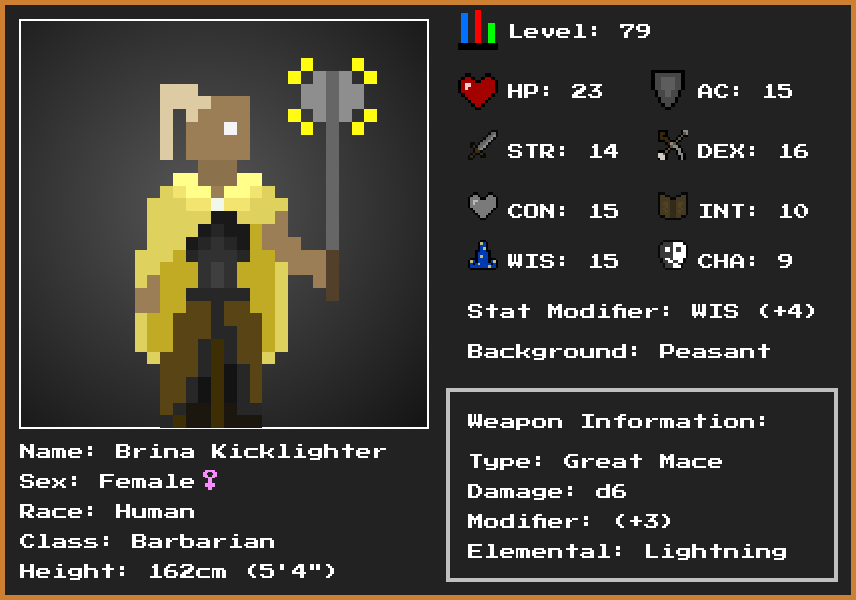 Level: 79
HP: 23 AC: 15
STR: 14 DEX: 16
CON: 15 INT: 10
WIS: 15 CHA: 9
Stat Modifier: WIS (+4)
Background: Peasant
Weapon Information:
Type: Great Mace
Damage: d6
Modifier: (+3)
Elemental: Lightning
Name: Brina Kicklighter
Sex: Female♀
Race: Human
Class: Barbarian
Height: 162cm (5'4")